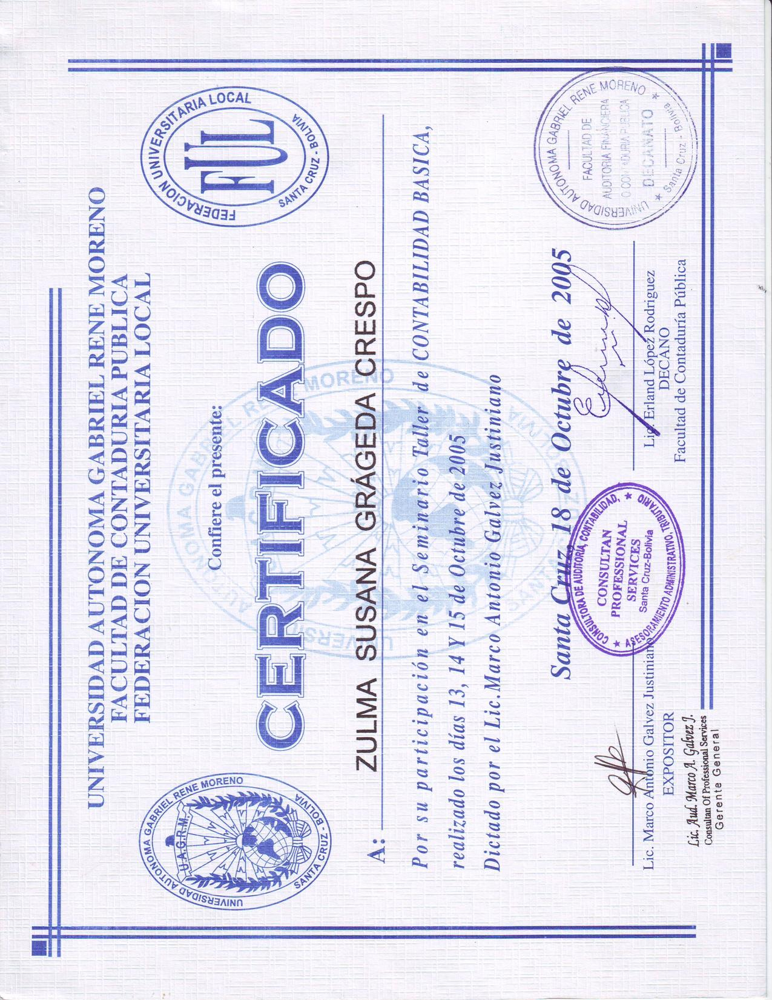 UNIVERSIDAD AUTONOMA GABRIEL RENE MORENO
FACULTAD DE CONTADURIA PUBLICA
FEDERACION UNIVERSITARIA LOCAL
UNIVERSIDAD AUTONOMA GABRIEL RENE MORENO
U.A.G.R.M.
SANTA CRUZ - BOLIVIA
FEDERACION UNIVERSITARIA LOCAL
FUL
SANTA CRUZ - BOLIVIA
Confiere el presente:
CERTIFICADO
A: ZULMA SUSANA GRÁGEDA CRESPO
Por su participación en el Seminario Taller de CONTABILIDAD BASICA,
realizado los días 13, 14 Y 15 de Octubre de 2005
Dictado por el Lic.Marco Antonio Galvez Justiniano
Santa Cruz, 18 de Octubre de 2005
Lic. Marco Antonio Galvez Justiniano
EXPOSITOR
Lic. Aud. Marco A. Galvez J.
Consultan Of Professional Services
Gerente General
CONSULTORA DE AUDITORIA, CONTABILIDAD,
CONSULTAN
PROFESSIONAL
SERVICES
Santa Cruz-Bolivia
ASESORAMIENTO ADMINISTRATIVO, TRIBUTARIO
Lic. Erland López Rodriguez
DECANO
Facultad de Contaduría Pública
UNIVERSIDAD AUTONOMA GABRIEL RENE MORENO
FACULTAD DE
AUDITORIA FINANCIERA
O CONTADURIA PUBLICA
DECANATO
Santa Cruz - Bolivia